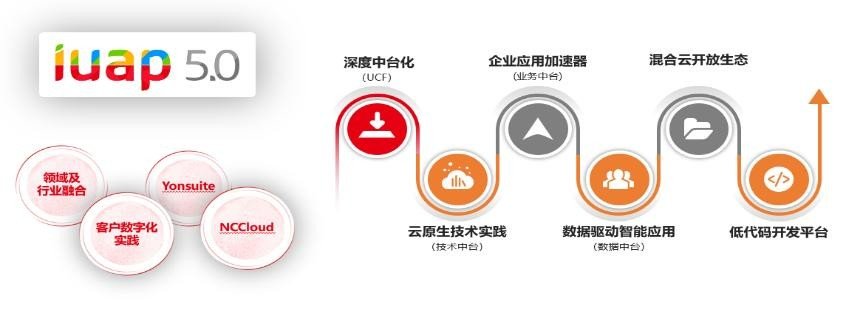 iuap 5.0
领域及
行业融合
Yonsuite
客户数字化
实践
NCCloud
深度中台化
(UCF)
企业应用加速器
(业务中台)
混合云开放生态
</>
云原生技术实践
(技术中台)
数据驱动智能应用
(数据中台)
低代码开发平台